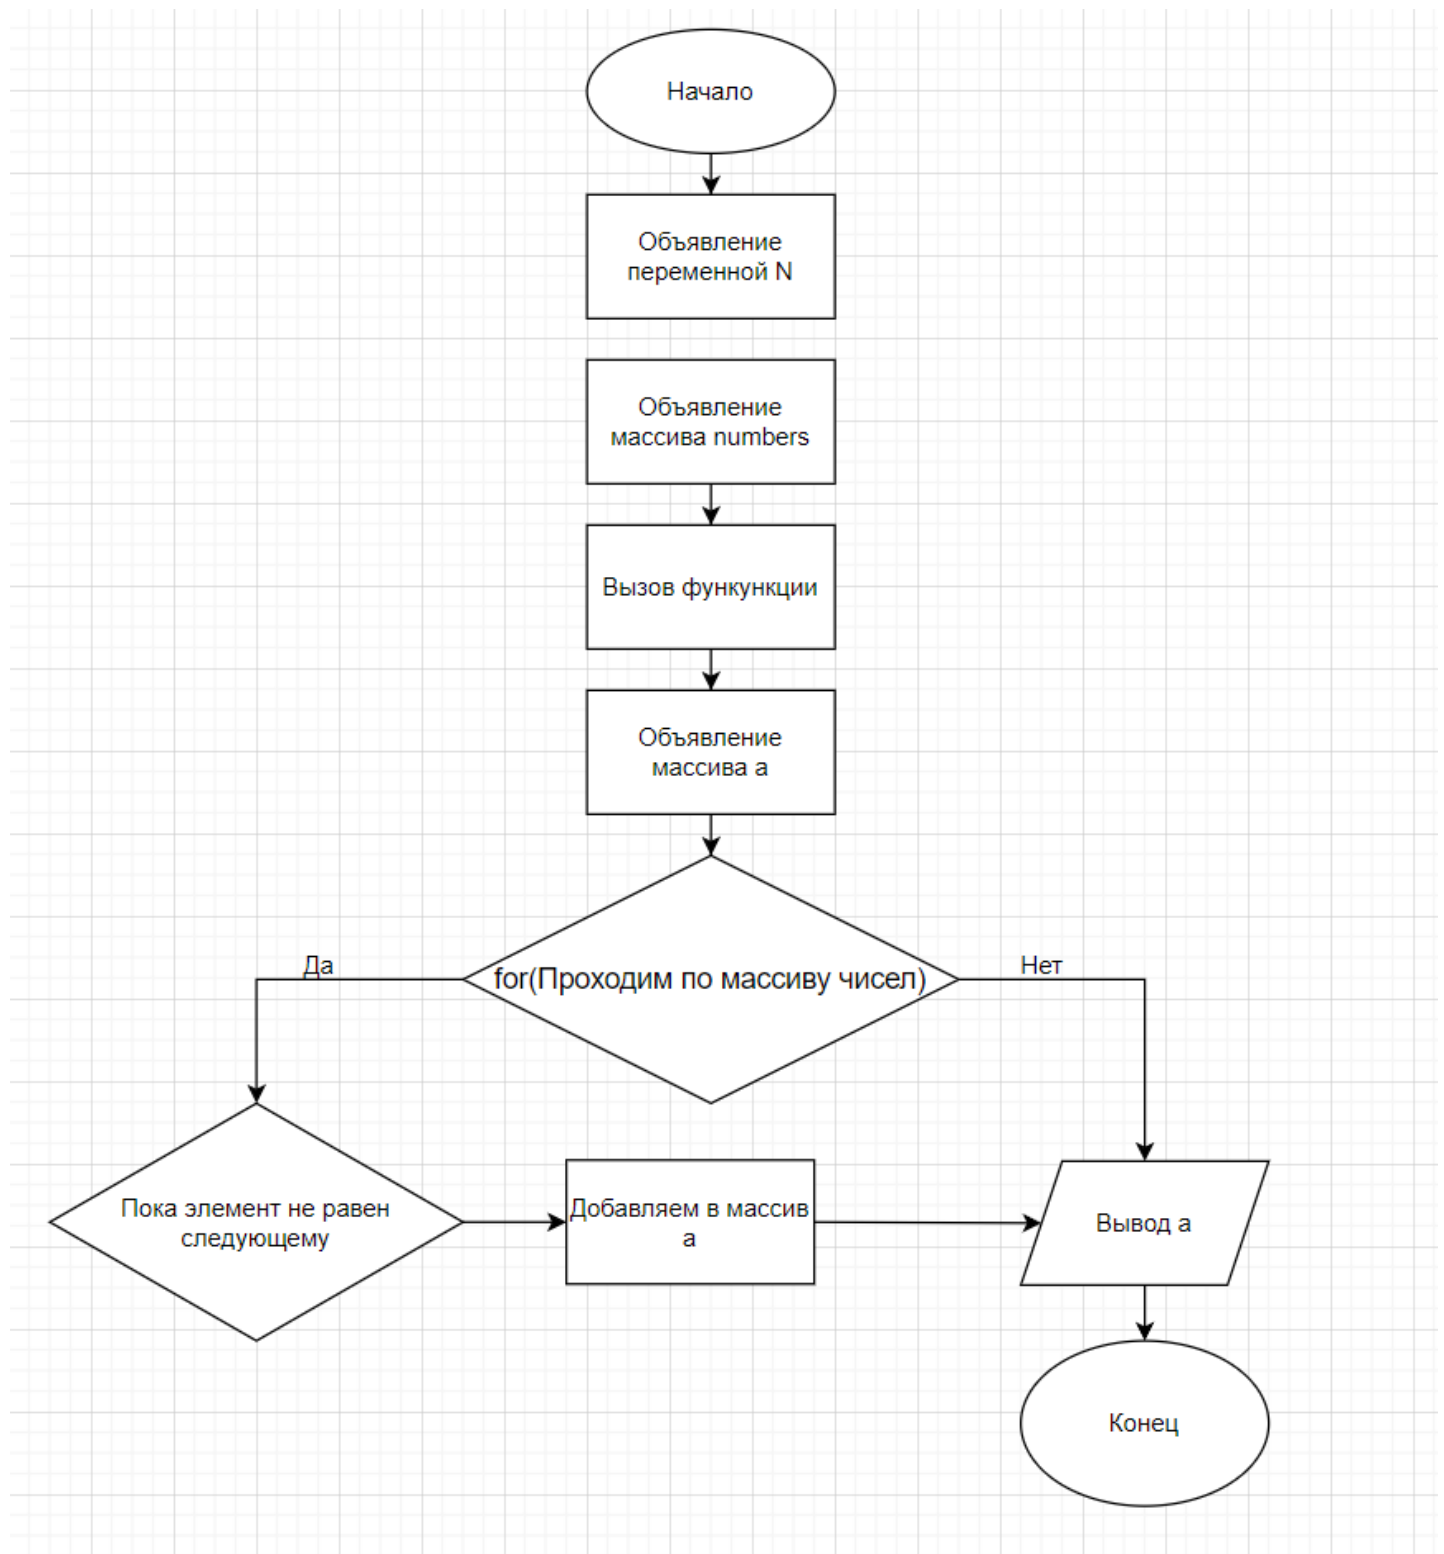 Начало
Объявление
переменной N
Объявление
массива numbers
Вызов функункции
Объявление
массива a
for(Проходим по массиву чисел)
Да
Нет
Пока элемент не равен
следующему
Добавляем в массив
a
Вывод a
Конец